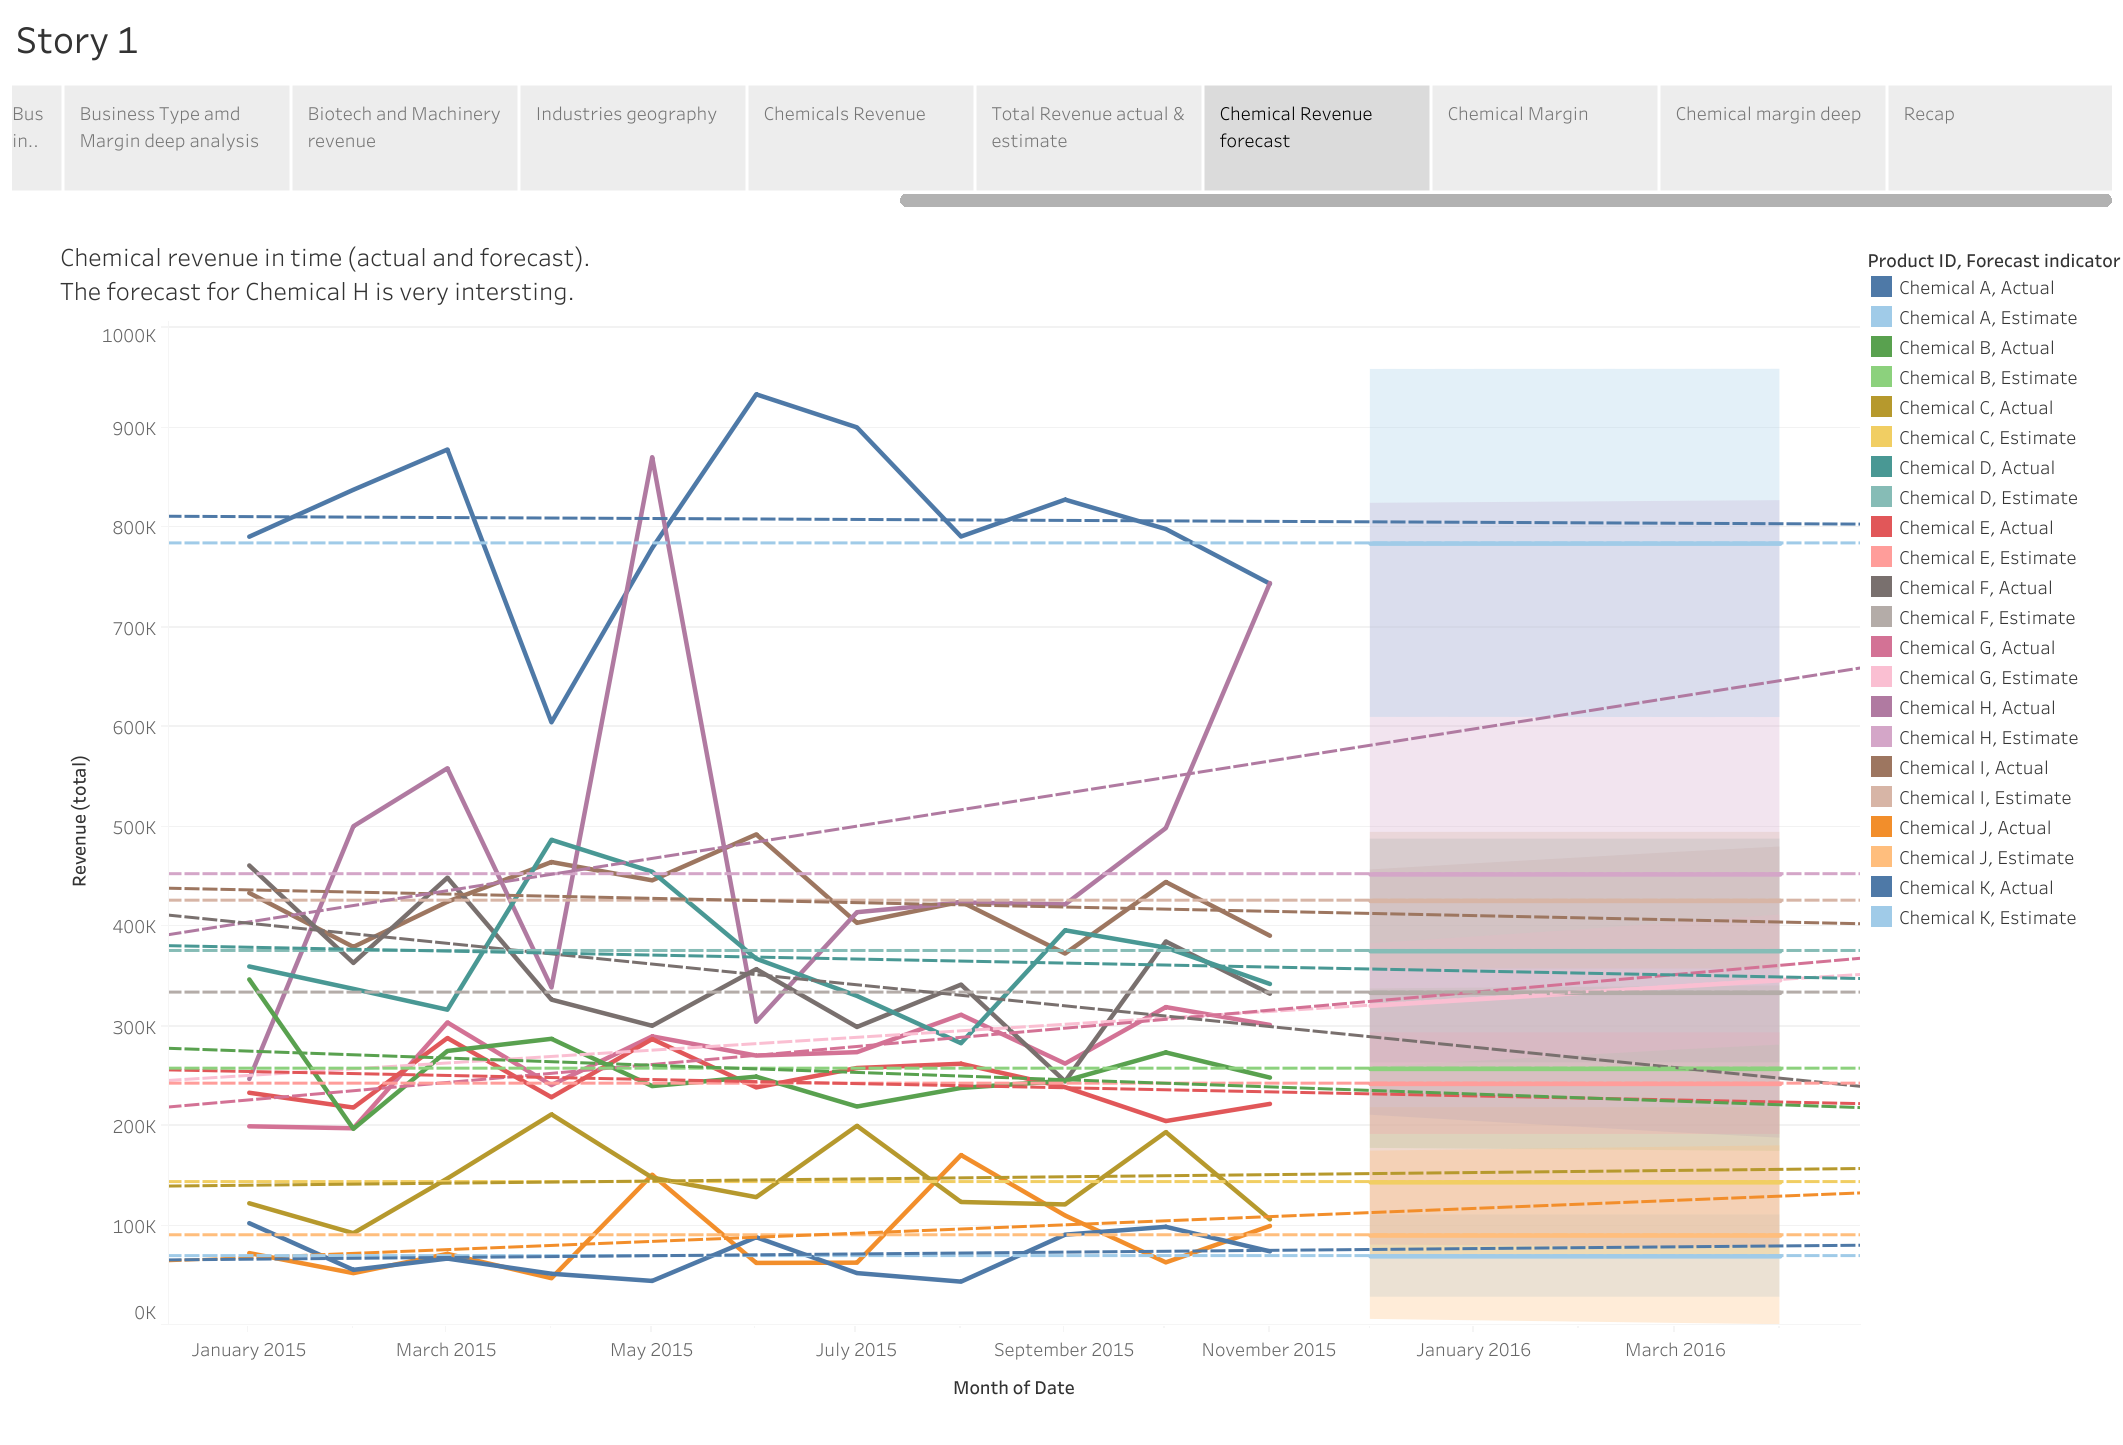 Story 1
Bus
in..
Business Type amd
Margin deep analysis
Biotech and Machinery
revenue
Industries geography
Chemicals Revenue
Total Revenue actual &
estimate
Chemical Revenue
forecast
Chemical Margin
Chemical margin deep
Recap
Chemical revenue in time (actual and forecast).
The forecast for Chemical H is very intersting.
Product ID, Forecast indicator
Chemical A, Actual
Chemical A, Estimate
Chemical B, Actual
Chemical B, Estimate
Chemical C, Actual
Chemical C, Estimate
Chemical D, Actual
Chemical D, Estimate
Chemical E, Actual
Chemical E, Estimate
Chemical F, Actual
Chemical F, Estimate
Chemical G, Actual
Chemical G, Estimate
Chemical H, Actual
Chemical H, Estimate
Chemical I, Actual
Chemical I, Estimate
Chemical J, Actual
Chemical J, Estimate
Chemical K, Actual
Chemical K, Estimate
Revenue (total)
1000K
900K
800K
700K
600K
500K
400K
300K
200K
100K
0K
January 2015
March 2015
May 2015
July 2015
September 2015
November 2015
January 2016
March 2016
Month of Date